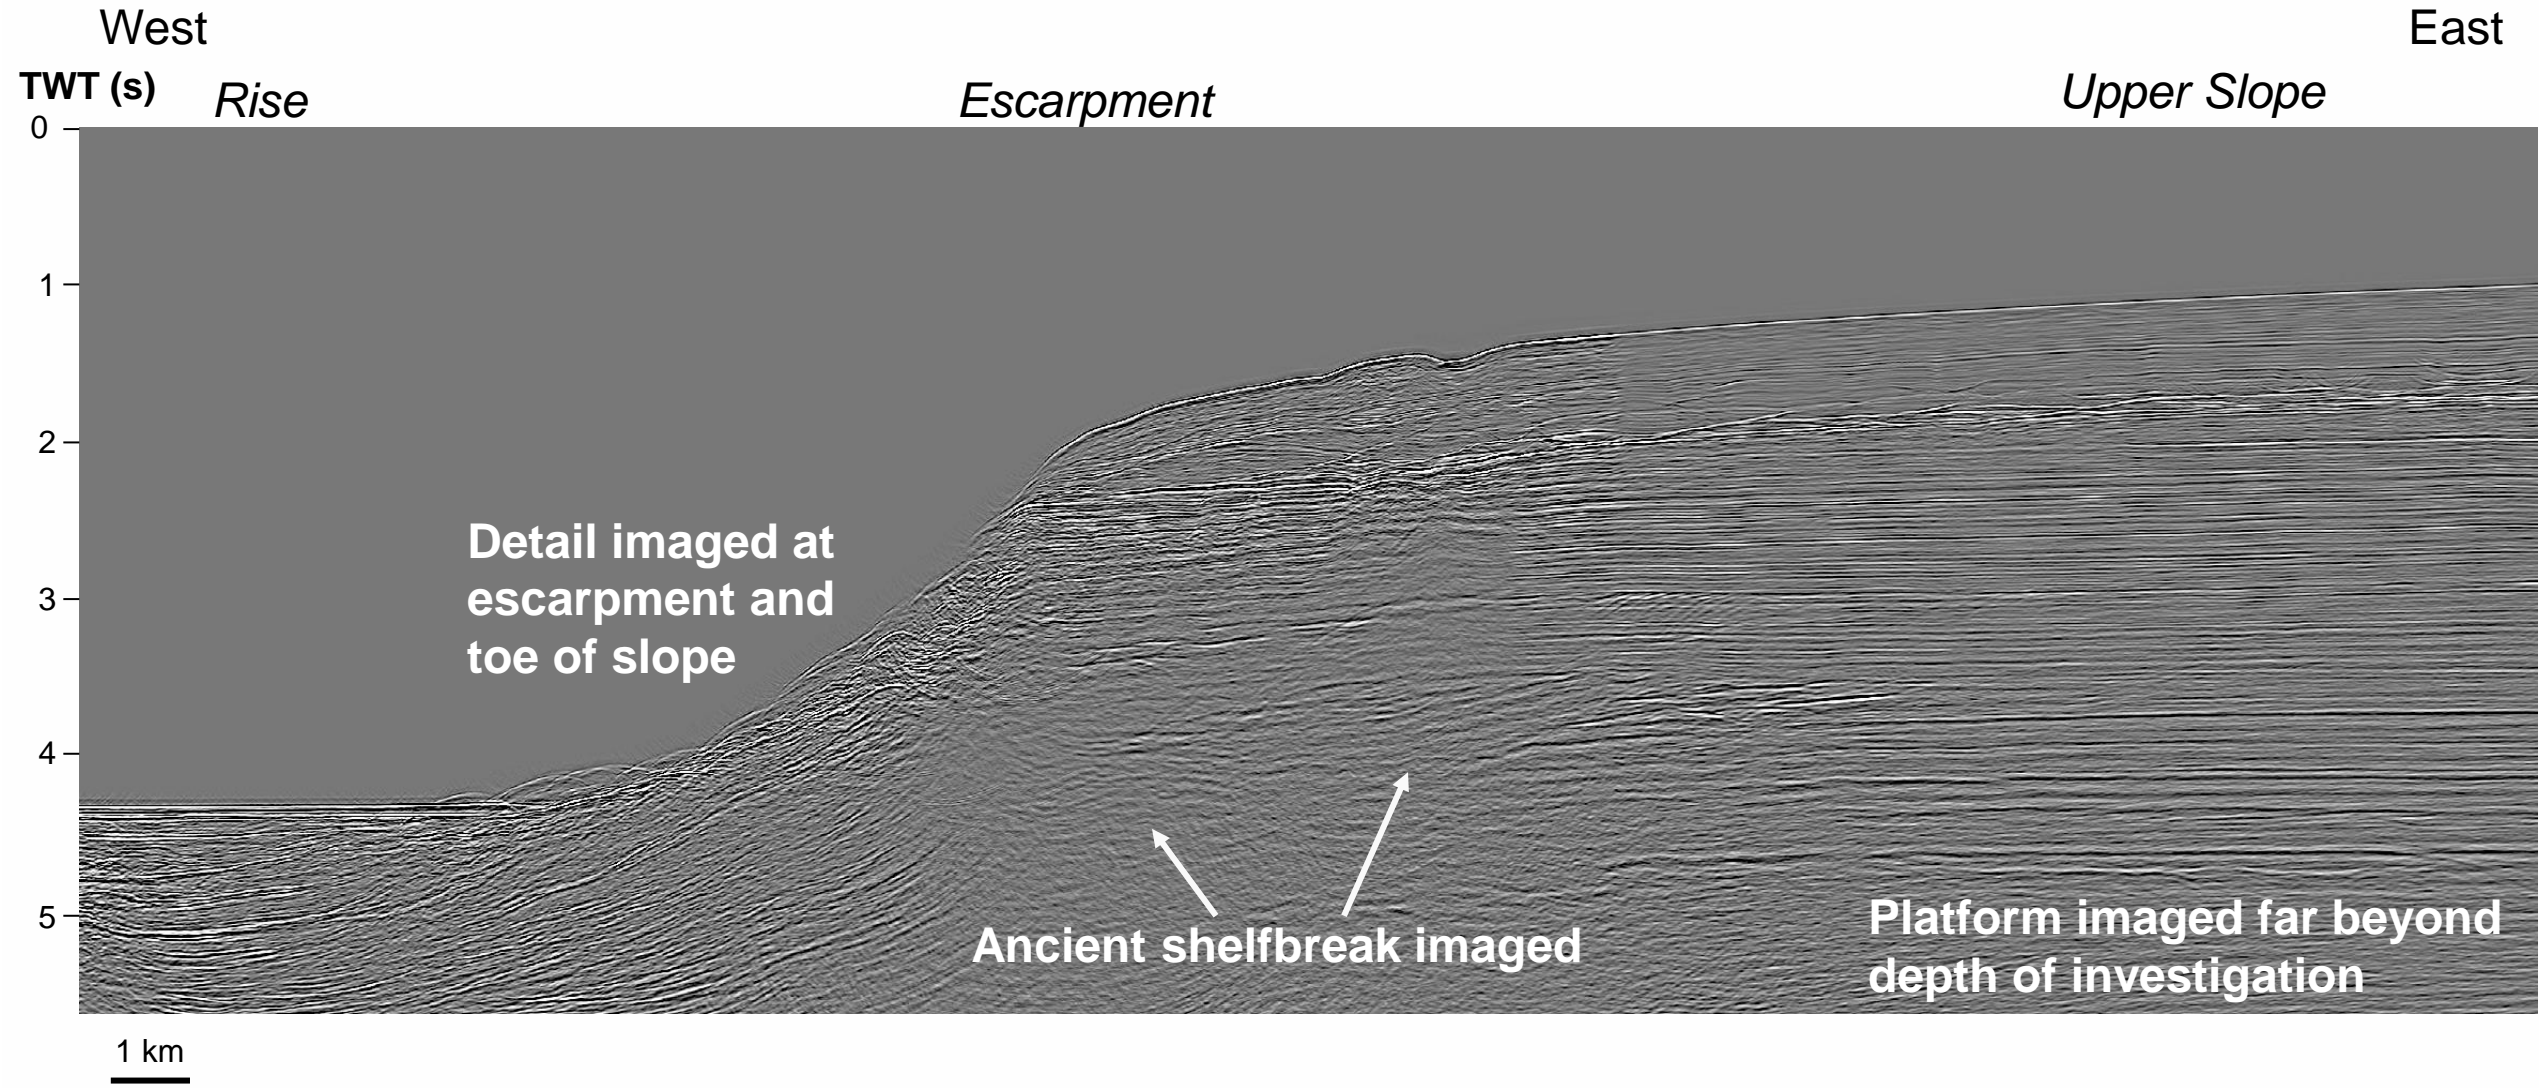 West
East
TWT (s)
Rise
Escarpment
Upper Slope
0
1
2
3
4
5
Detail imaged at
escarpment and
toe of slope
Ancient shelfbreak imaged
Platform imaged far beyond
depth of investigation
1 km